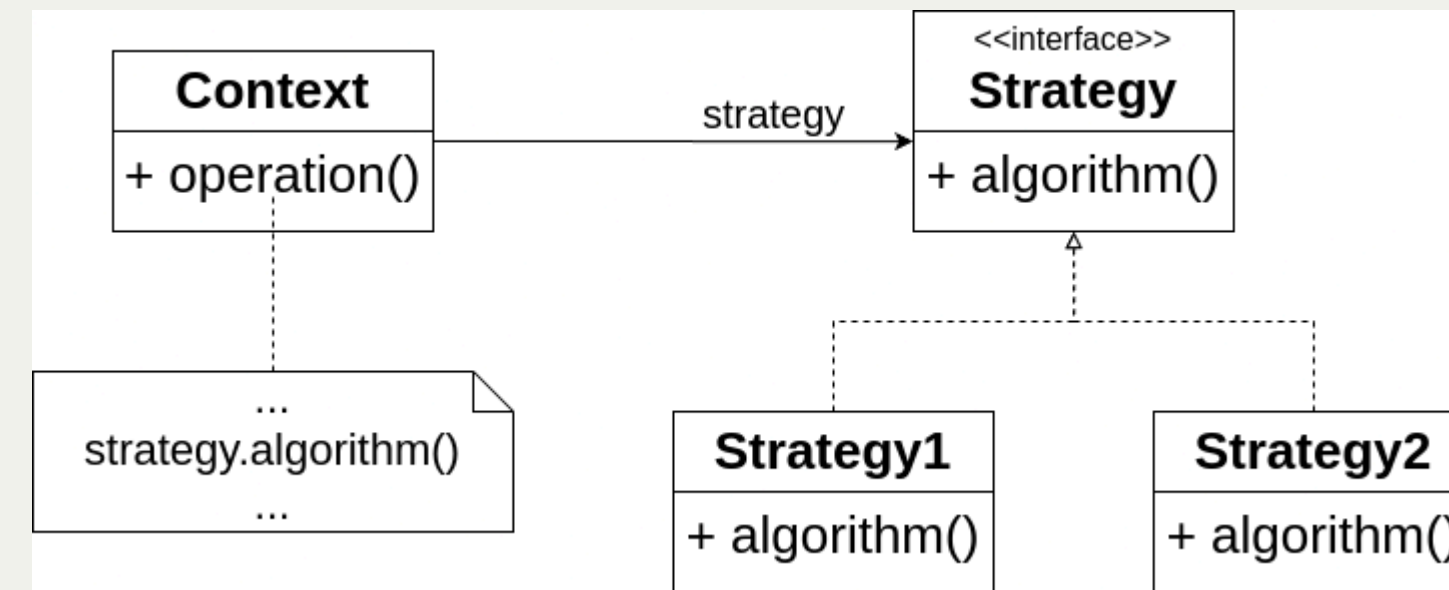 Context
+ operation()
strategy
<<interface>>
Strategy
+ algorithm()
...
strategy.algorithm()
...
Strategy1
+ algorithm()
Strategy2
+ algorithm()